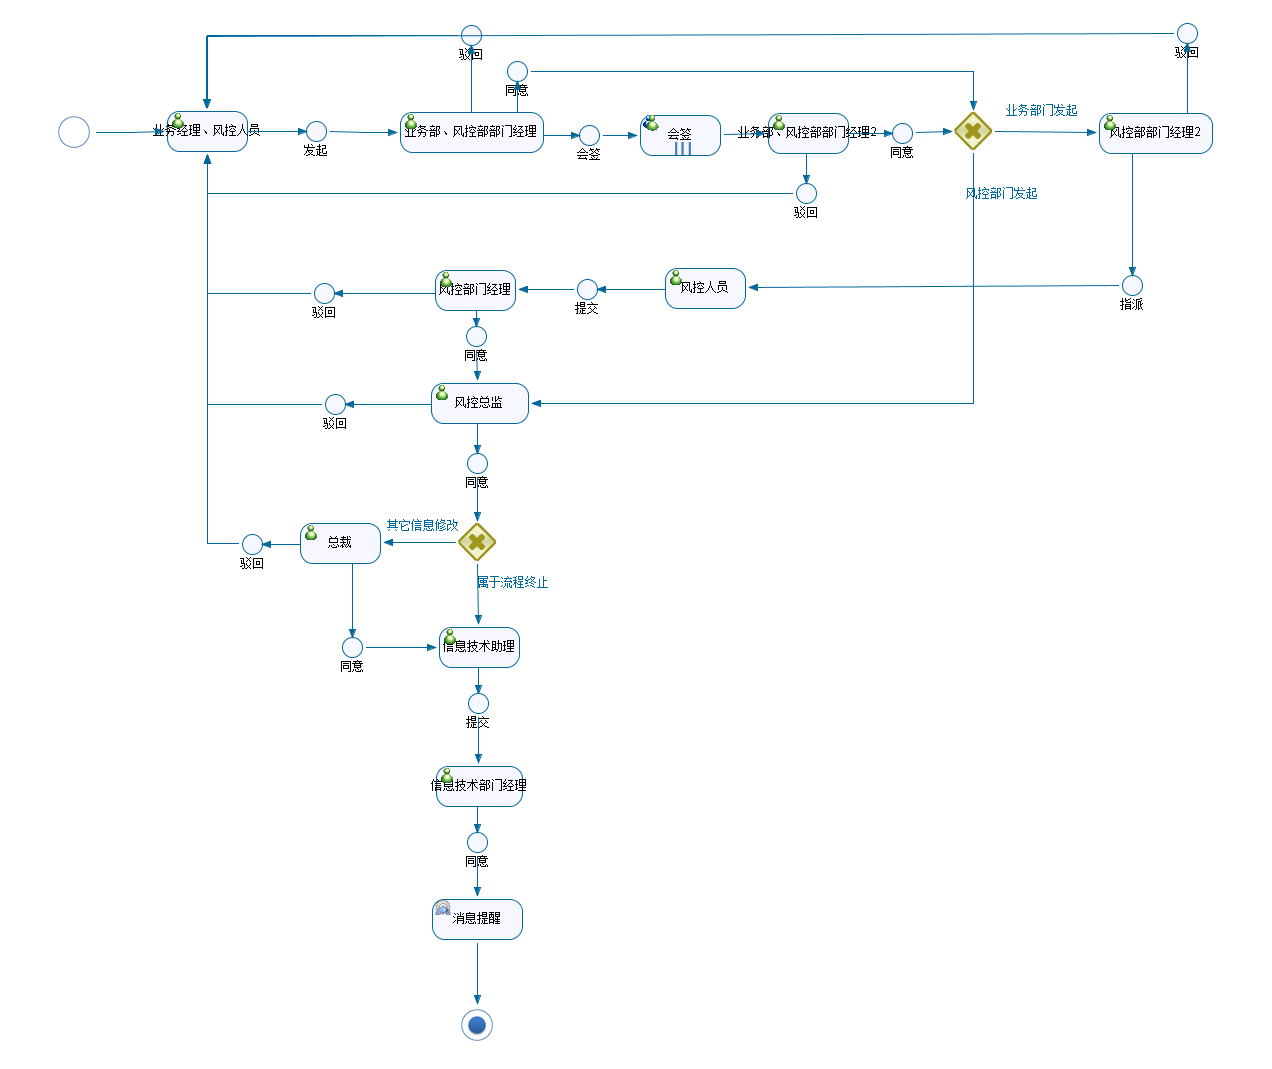 驳回
驳回
同意
业务部门发起
业务经理、风控人员
发起
业务部、风控部部门经理
会签
会签
业务部、风控部部门经理2
同意
风控部部门经理2
风控部门发起
驳回
风控部门经理
提交
风控人员
驳回
指派
同意
风控总监
驳回
同意
其它信息修改
总裁
驳回
属于流程终止
信息技术助理
同意
提交
信息技术部门经理
同意
消息提醒